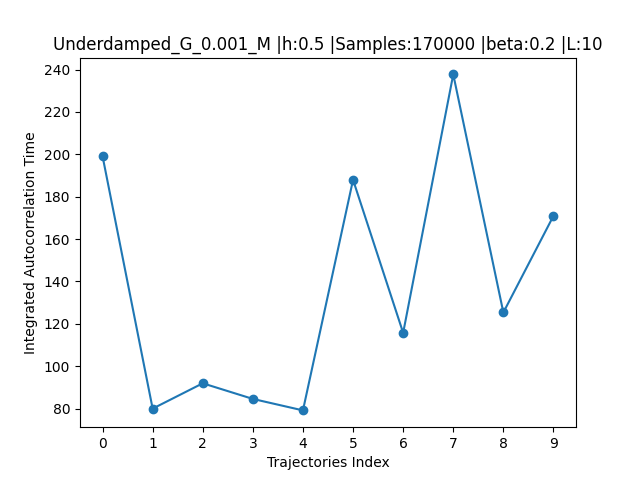 Underdamped_G_0.001_M |h:0.5 |Samples:170000 |beta:0.2 |L:10
240
220
200
180
160
140
120
100
80
Integrated Autocorrelation Time
0 1 2 3 4 5 6 7 8 9
Trajectories Index